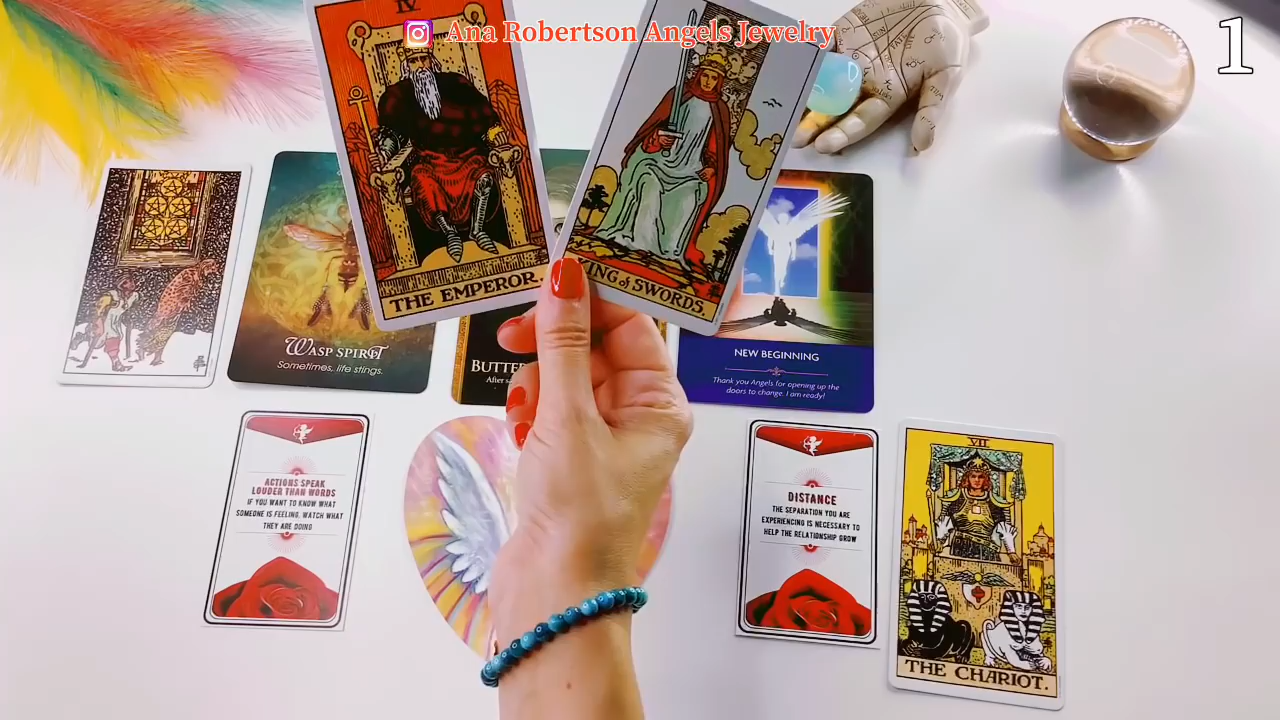 Ana Robertson Angels Jewelry
1
IV
THE EMPEROR.
KING of SWORDS.
WASP SPIRIT
Sometimes, life stings.
After
NEW BEGINNING
Thank you Angels for opening up the
doors to change. I am ready!
ACTIONS SPEAK
LOUDER THAN WORDS
IF YOU WANT TO KNOW WHAT
SOMEONE IS FEELING, WATCH WHAT
THEY ARE DOING
DISTANCE
THE SEPARATION YOU ARE
EXPERIENCING IS NECESSARY TO
HELP THE RELATIONSHIP GROW
VII
THE CHARIOT.